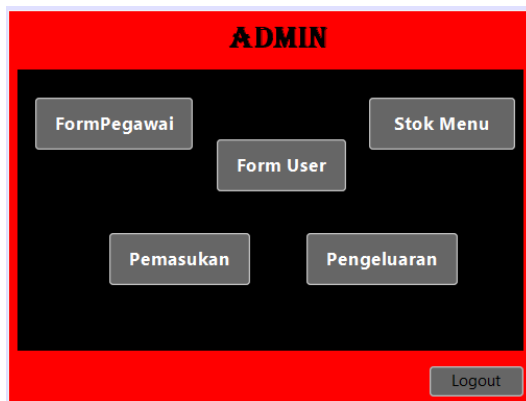 ADMIN
FormPegawai
Stok Menu
Form User
Pemasukan
Pengeluaran
Logout